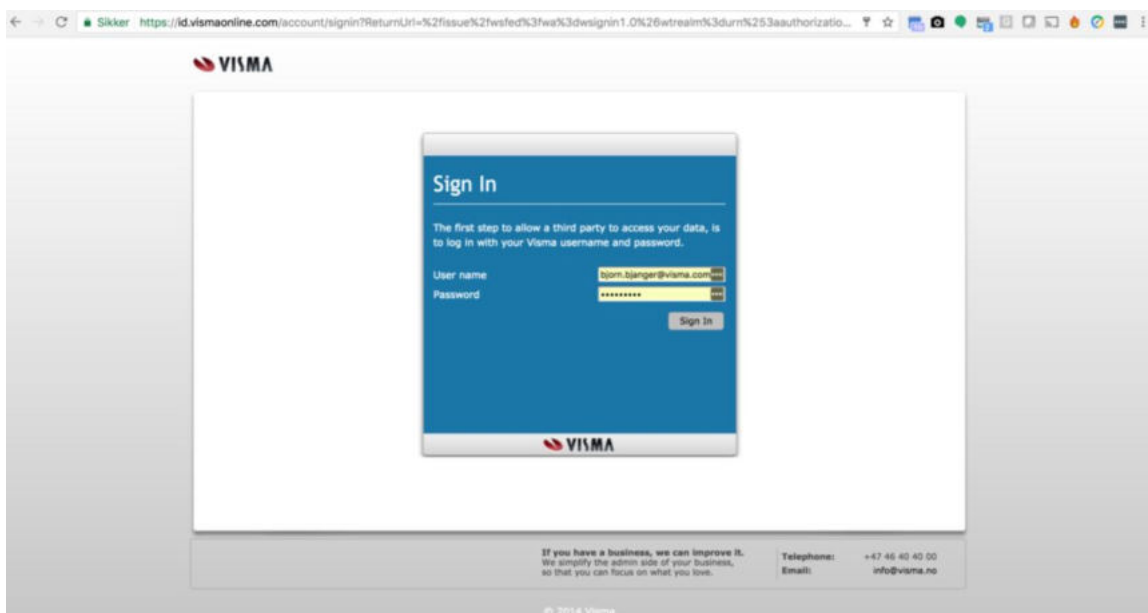 Sikker https://id.vismaonline.com/account/signin?ReturnUrl=%2fissue%2fwsfed%3fwa%3dwsignin1.0%26wtrealm%3durn%253aauthorizatio...
VISMA
Sign In
The first step to allow a third party to access your data, is
to log in with your Visma username and password.
User name bjorn.bjanger@visma.com
Password •••••••••
Sign In
VISMA
If you have a business, we can improve it.
We simplify the admin side of your business,
so that you can focus on what you love.
Telephone: +47 46 40 40 00
Email: info@visma.no
© 2014 Visma